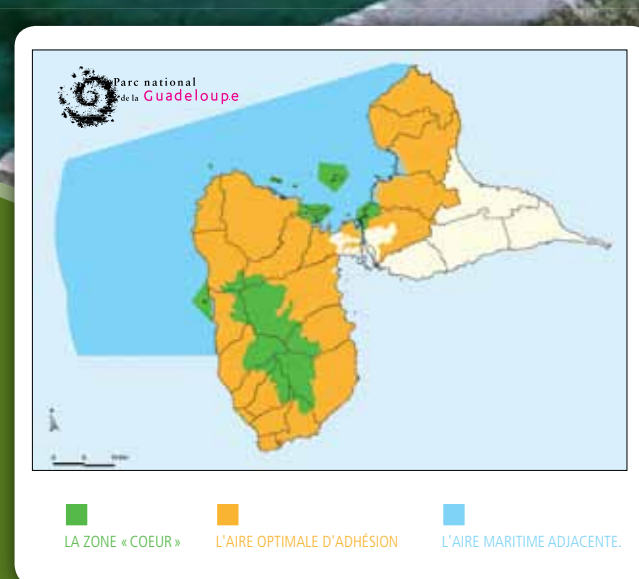 Parc national
de la Guadeloupe
LA ZONE « COEUR »
L'AIRE OPTIMALE D'ADHÉSION
L'AIRE MARITIME ADJACENTE.